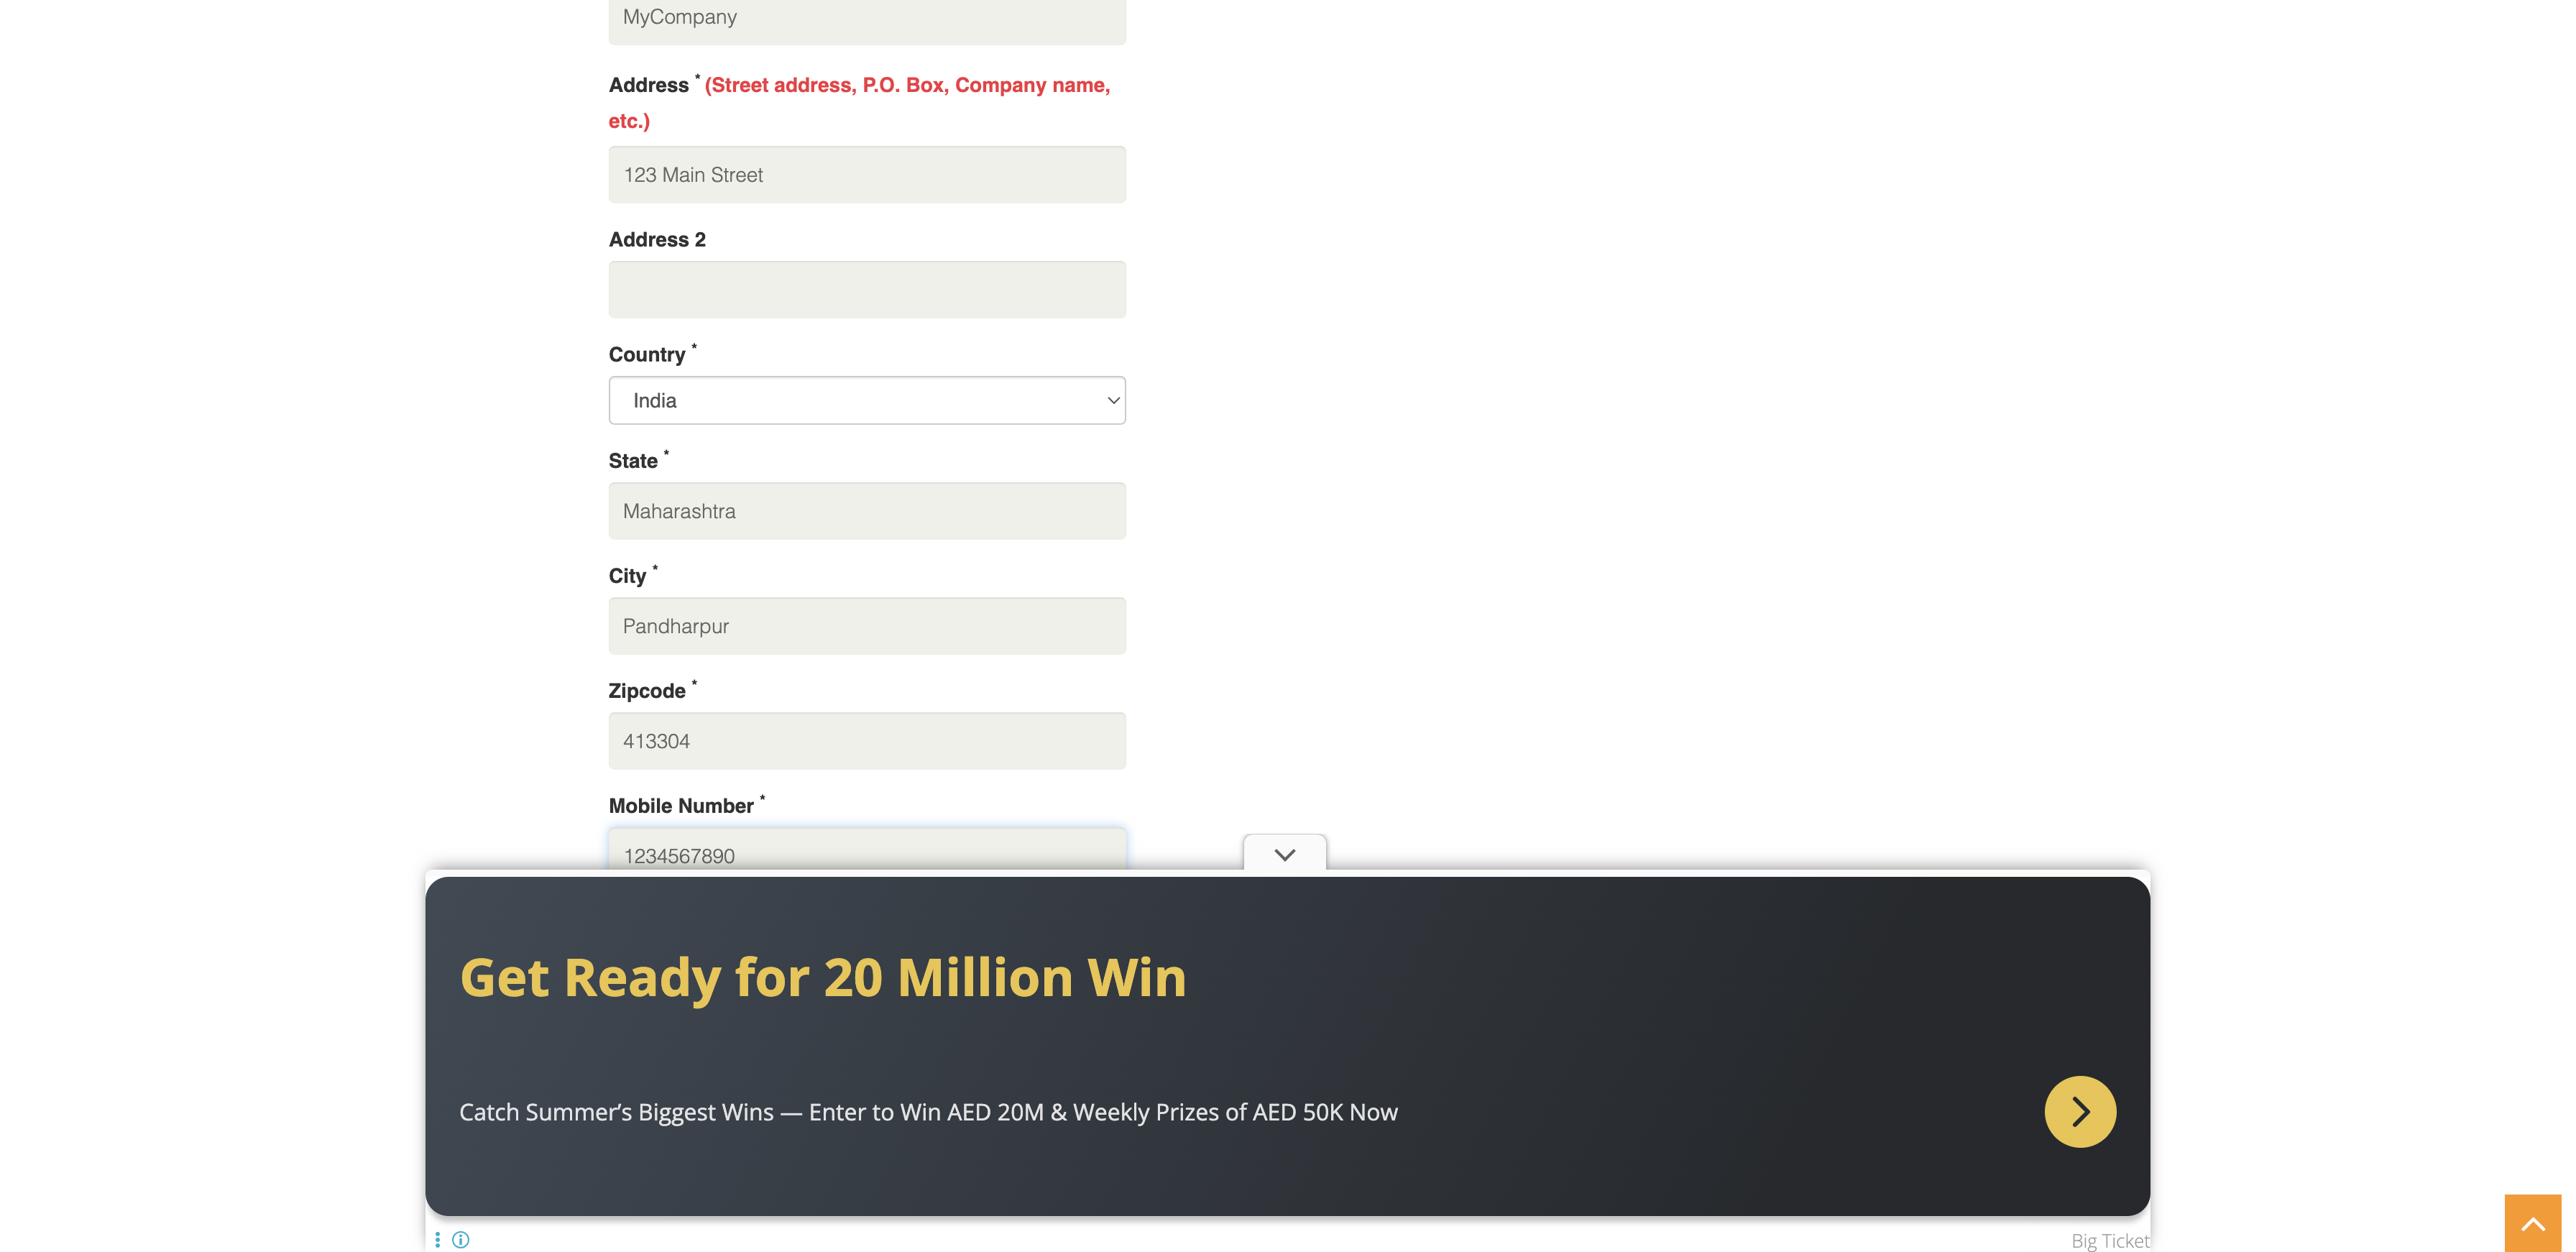 MyCompany
Address * (Street address, P.O. Box, Company name,
etc.)
123 Main Street
Address 2
Country *
India
State *
Maharashtra
City *
Pandharpur
Zipcode *
413304
Mobile Number *
1234567890
Get Ready for 20 Million Win
Catch Summer’s Biggest Wins — Enter to Win AED 20M & Weekly Prizes of AED 50K Now
Big Ticket